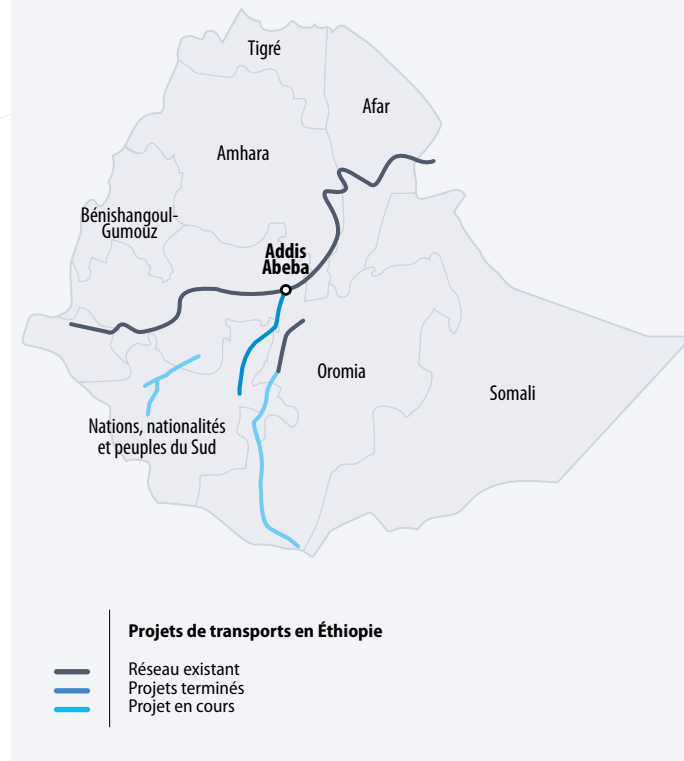 Tigré
Afar
Amhara
Bénishangoul-
Gumouz
Addis
Abeba
Oromia
Somali
Nations, nationalités
et peuples du Sud
Projets de transports en Éthiopie
Réseau existant
Projets terminés
Projet en cours